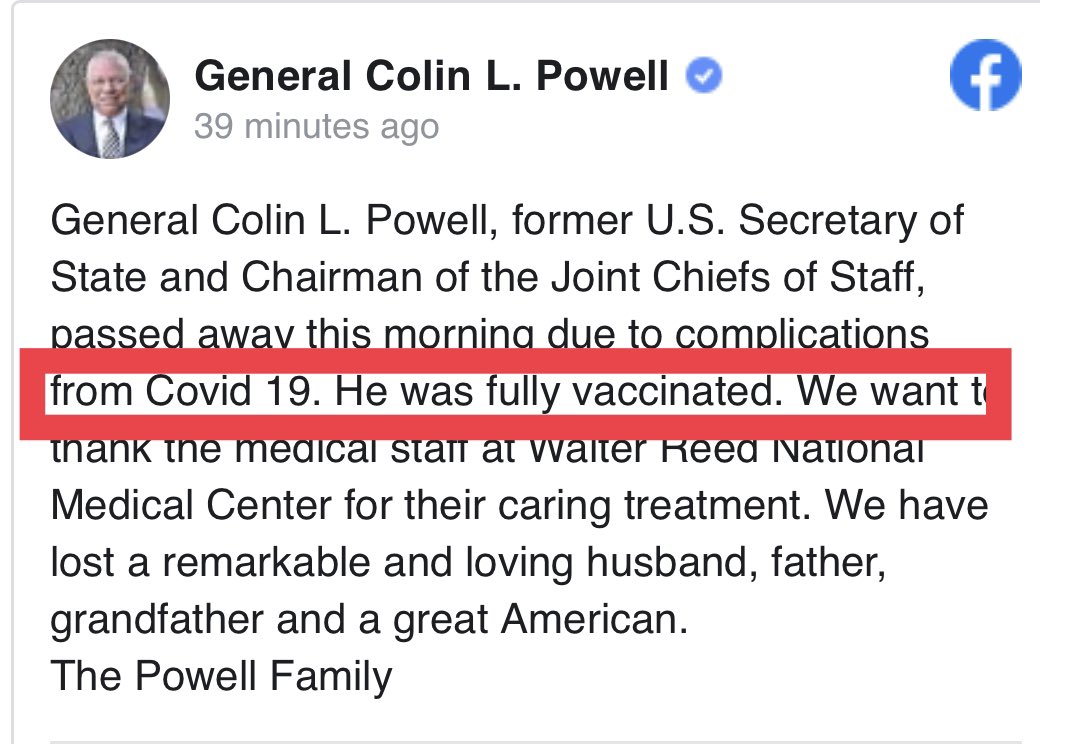 General Colin L. Powell
39 minutes ago
General Colin L. Powell, former U.S. Secretary of
State and Chairman of the Joint Chiefs of Staff,
passed away this morning due to complications
from Covid 19. He was fully vaccinated. We want to
thank the medical staff at Walter Reed National
Medical Center for their caring treatment. We have
lost a remarkable and loving husband, father,
grandfather and a great American.
The Powell Family